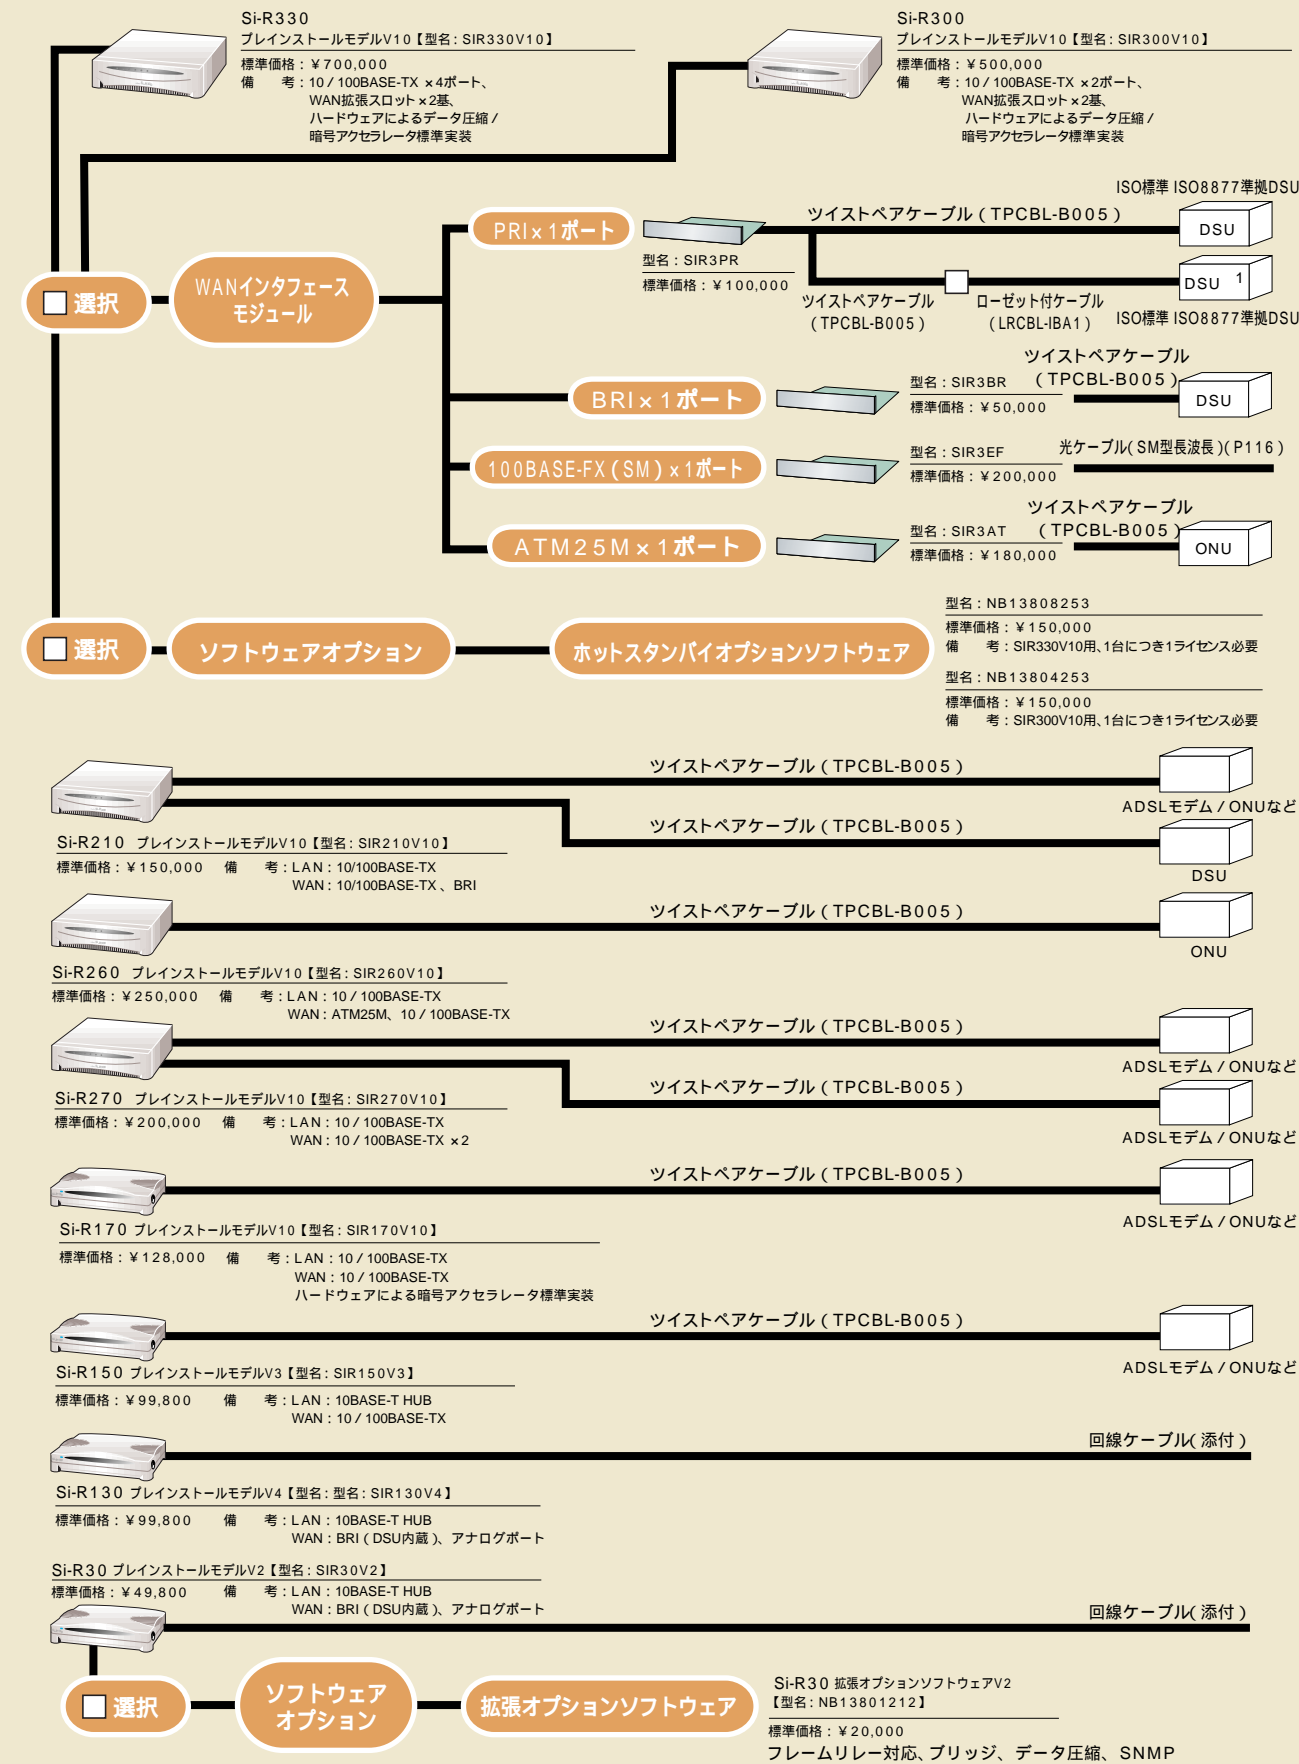 Si-R330
プレインストールモデルV10【型名:SIR330V10】
標準価格:¥700,000
備　考:10/100BASE-TX ×4ポート、
WAN拡張スロット×2基、
ハードウェアによるデータ圧縮/
暗号アクセラレータ標準実装
Si-R300
プレインストールモデルV10【型名:SIR300V10】
標準価格:¥500,000
備　考:10/100BASE-TX ×2ポート、
WAN拡張スロット×2基、
ハードウェアによるデータ圧縮/
暗号アクセラレータ標準実装
ISO標準 ISO8877準拠DSU
ツイストペアケーブル(TPCBL-B005)
DSU
PRI×1ポート
型名:SIR3PR
標準価格:¥100,000
DSU 1
ツイストペアケーブル
(TPCBL-B005)
ローゼット付ケーブル
(LRCBL-IBA1)
ISO標準 ISO8877準拠DSU
選択
WANインタフェース
モジュール
BRI×1ポート
型名:SIR3BR
標準価格:¥50,000
ツイストペアケーブル
(TPCBL-B005)
DSU
100BASE-FX(SM)×1ポート
型名:SIR3EF
標準価格:¥200,000
光ケーブル(SM型長波長)(P116)
ATM25M×1ポート
型名:SIR3AT
標準価格:¥180,000
ツイストペアケーブル
(TPCBL-B005)
ONU
選択
ソフトウェアオプション
ホットスタンバイオプションソフトウェア
型名:NB13808253
標準価格:¥150,000
備　考:SIR330V10用、1台につき1ライセンス必要
型名:NB13804253
標準価格:¥150,000
備　考:SIR300V10用、1台につき1ライセンス必要
ツイストペアケーブル(TPCBL-B005)
ADSLモデム/ONUなど
ツイストペアケーブル(TPCBL-B005)
DSU
Si-R210 プレインストールモデルV10【型名:SIR210V10】
標準価格:¥150,000 備　考:LAN:10/100BASE-TX
WAN:10/100BASE-TX、BRI
ツイストペアケーブル(TPCBL-B005)
ONU
Si-R260 プレインストールモデルV10【型名:SIR260V10】
標準価格:¥250,000 備　考:LAN:10/100BASE-TX
WAN:ATM25M、10/100BASE-TX
ツイストペアケーブル(TPCBL-B005)
ADSLモデム/ONUなど
ツイストペアケーブル(TPCBL-B005)
ADSLモデム/ONUなど
Si-R270 プレインストールモデルV10【型名:SIR270V10】
標準価格:¥200,000 備　考:LAN:10/100BASE-TX
WAN:10/100BASE-TX ×2
ツイストペアケーブル(TPCBL-B005)
ADSLモデム/ONUなど
Si-R170 プレインストールモデルV10【型名:SIR170V10】
標準価格:¥128,000 備　考:LAN:10/100BASE-TX
WAN:10/100BASE-TX
ハードウェアによる暗号アクセラレータ標準実装
ツイストペアケーブル(TPCBL-B005)
ADSLモデム/ONUなど
Si-R150 プレインストールモデルV3【型名:SIR150V3】
標準価格:¥99,800 備　考:LAN:10BASE-T HUB
WAN:10/100BASE-TX
回線ケーブル(添付)
Si-R130 プレインストールモデルV4【型名:型名:SIR130V4】
標準価格:¥99,800 備　考:LAN:10BASE-T HUB
WAN:BRI(DSU内蔵)、アナログポート
Si-R30 プレインストールモデルV2【型名:SIR30V2】
標準価格:¥49,800 備　考:LAN:10BASE-T HUB
WAN:BRI(DSU内蔵)、アナログポート
回線ケーブル(添付)
選択
ソフトウェア
オプション
拡張オプションソフトウェア
Si-R30 拡張オプションソフトウェアV2
【型名:NB13801212】
標準価格:¥20,000
フレームリレー対応、ブリッジ、データ圧縮、SNMP